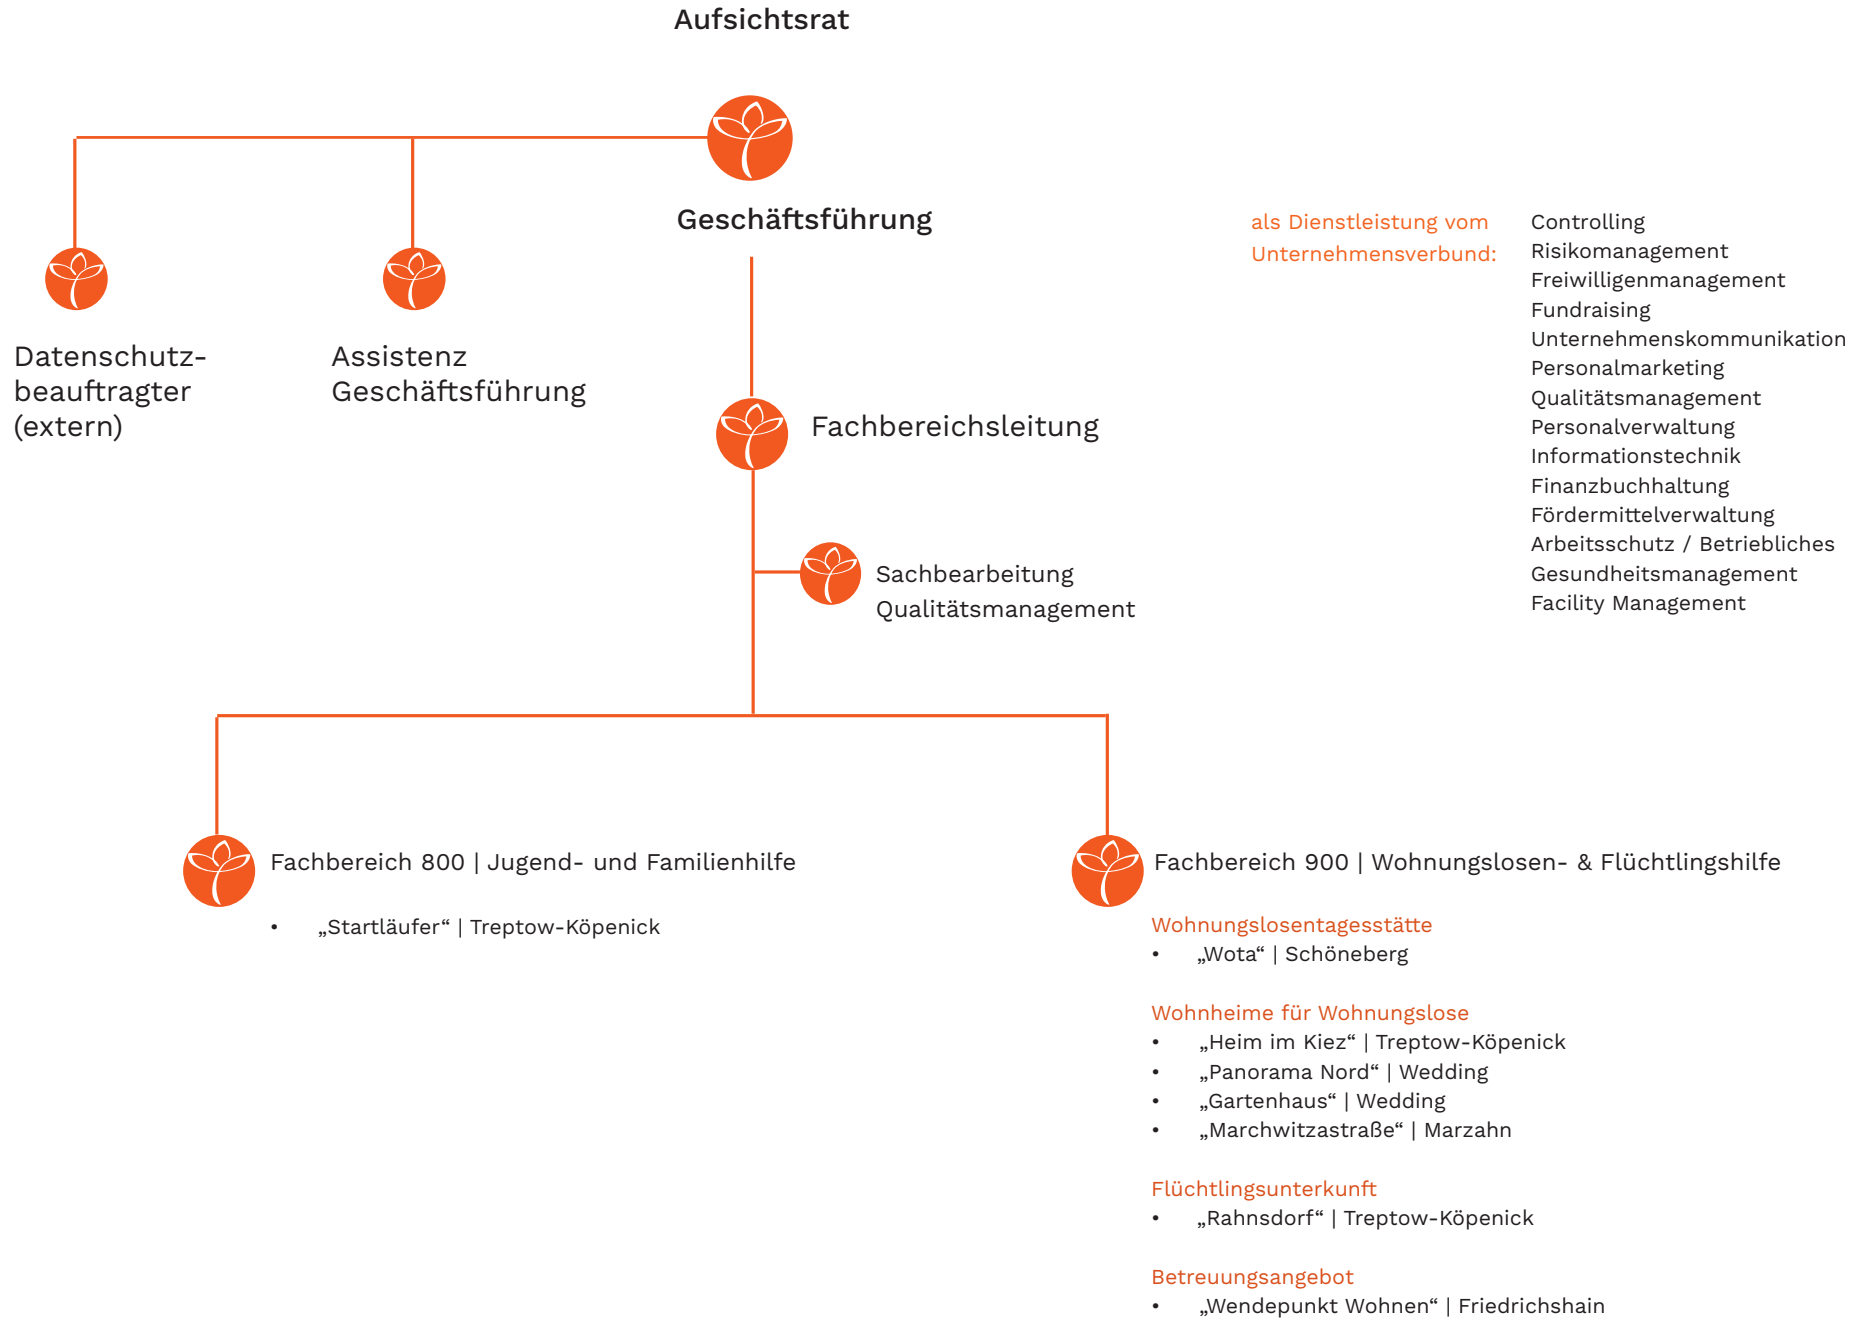 Aufsichtsrat
Geschäftsführung
Datenschutz-
beauftragter
(extern)
Assistenz
Geschäftsführung
als Dienstleistung vom
Unternehmensverbund:
Controlling
Risikomanagement
Freiwilligenmanagement
Fundraising
Unternehmenskommunikation
Personalmarketing
Qualitätsmanagement
Personalverwaltung
Informationstechnik
Finanzbuchhaltung
Fördermittelverwaltung
Arbeitsschutz / Betriebliches
Gesundheitsmanagement
Facility Management
Fachbereichsleitung
Sachbearbeitung
Qualitätsmanagement
Fachbereich 800 | Jugend- und Familienhilfe
• „Startläufer“ | Treptow-Köpenick
Fachbereich 900 | Wohnungslosen- & Flüchtlingshilfe
Wohnungslosentagesstätte
• „Wota“ | Schöneberg
Wohnheime für Wohnungslose
• „Heim im Kiez“ | Treptow-Köpenick
• „Panorama Nord“ | Wedding
• „Gartenhaus“ | Wedding
• „Marchwitzastraße“ | Marzahn
Flüchtlingsunterkunft
• „Rahnsdorf“ | Treptow-Köpenick
Betreuungsangebot
• „Wendepunkt Wohnen“ | Friedrichshain